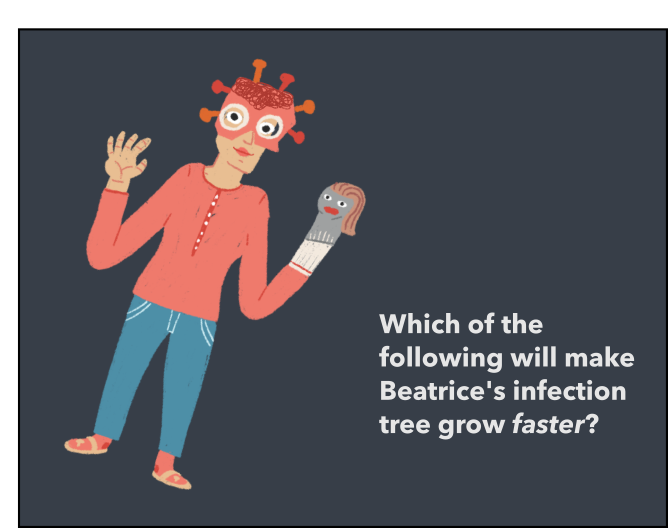 Which of the
following will make
Beatrice's infection
tree grow faster?